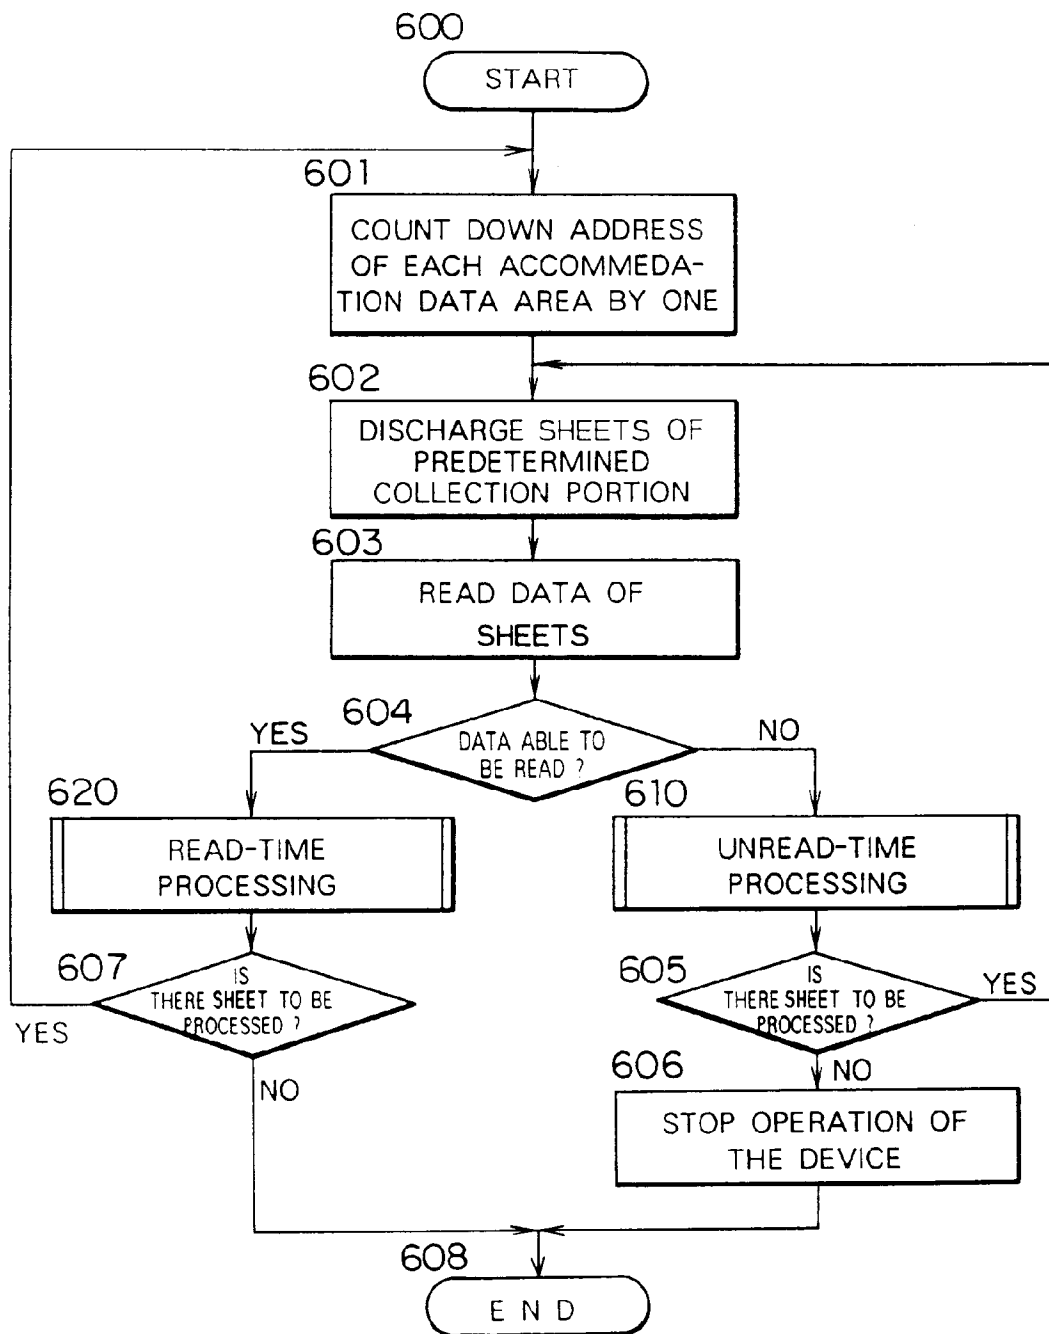 600
START
601
COUNT DOWN ADDRESS
OF EACH ACCOMMEDA-
TION DATA AREA BY ONE
602
DISCHARGE SHEETS OF
PREDETERMINED
COLLECTION PORTION
603
READ DATA OF
SHEETS
604
YES
DATA ABLE TO
BE READ ?
NO
620
READ-TIME
PROCESSING
610
UNREAD-TIME
PROCESSING
607
IS
THERE SHEET TO BE
PROCESSED ?
YES
NO
605
IS
THERE SHEET TO BE
PROCESSED ?
YES
NO
606
STOP OPERATION OF
THE DEVICE
608
END